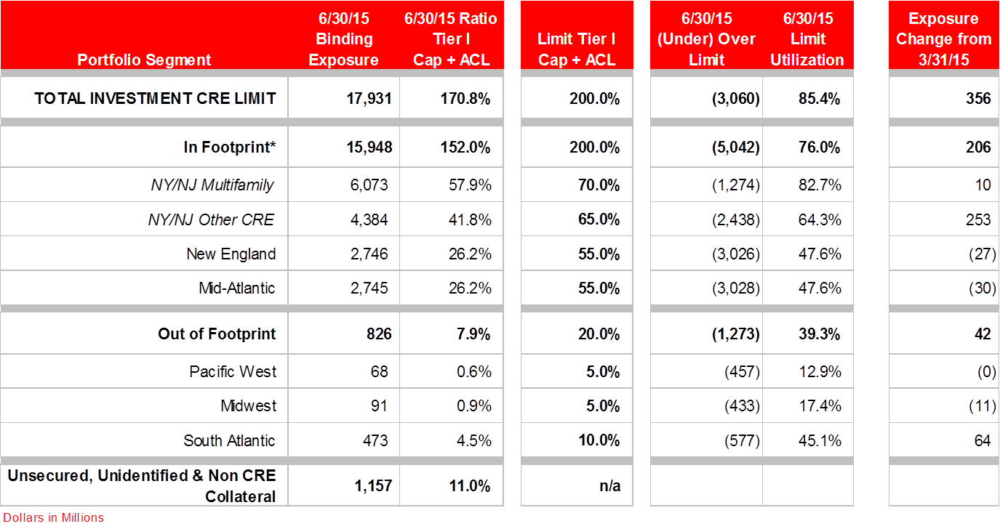 Portfolio Segment 6/30/15 Binding Exposure 6/30/15 Ratio Tier I Cap + ACL Limit Tier I Cap + ACL 6/30/15 (Under) Over Limit 6/30/15 Limit Utilization Exposure Change from 3/31/15
TOTAL INVESTMENT CRE LIMIT 17,931 170.8% 200.0% (3,060) 85.4% 356
In Footprint* 15,948 152.0% 200.0% (5,042) 76.0% 206
NY/NJ Multifamily 6,073 57.9% 70.0% (1,274) 82.7% 10
NY/NJ Other CRE 4,384 41.8% 65.0% (2,438) 64.3% 253
New England 2,746 26.2% 55.0% (3,026) 47.6% (27)
Mid-Atlantic 2,745 26.2% 55.0% (3,028) 47.6% (30)
Out of Footprint 826 7.9% 20.0% (1,273) 39.3% 42
Pacific West 68 0.6% 5.0% (457) 12.9% (0)
Midwest 91 0.9% 5.0% (433) 17.4% (11)
South Atlantic 473 4.5% 10.0% (577) 45.1% 64
Unsecured, Unidentified & Non CRE Collateral 1,157 11.0% n/a
Dollars in Millions